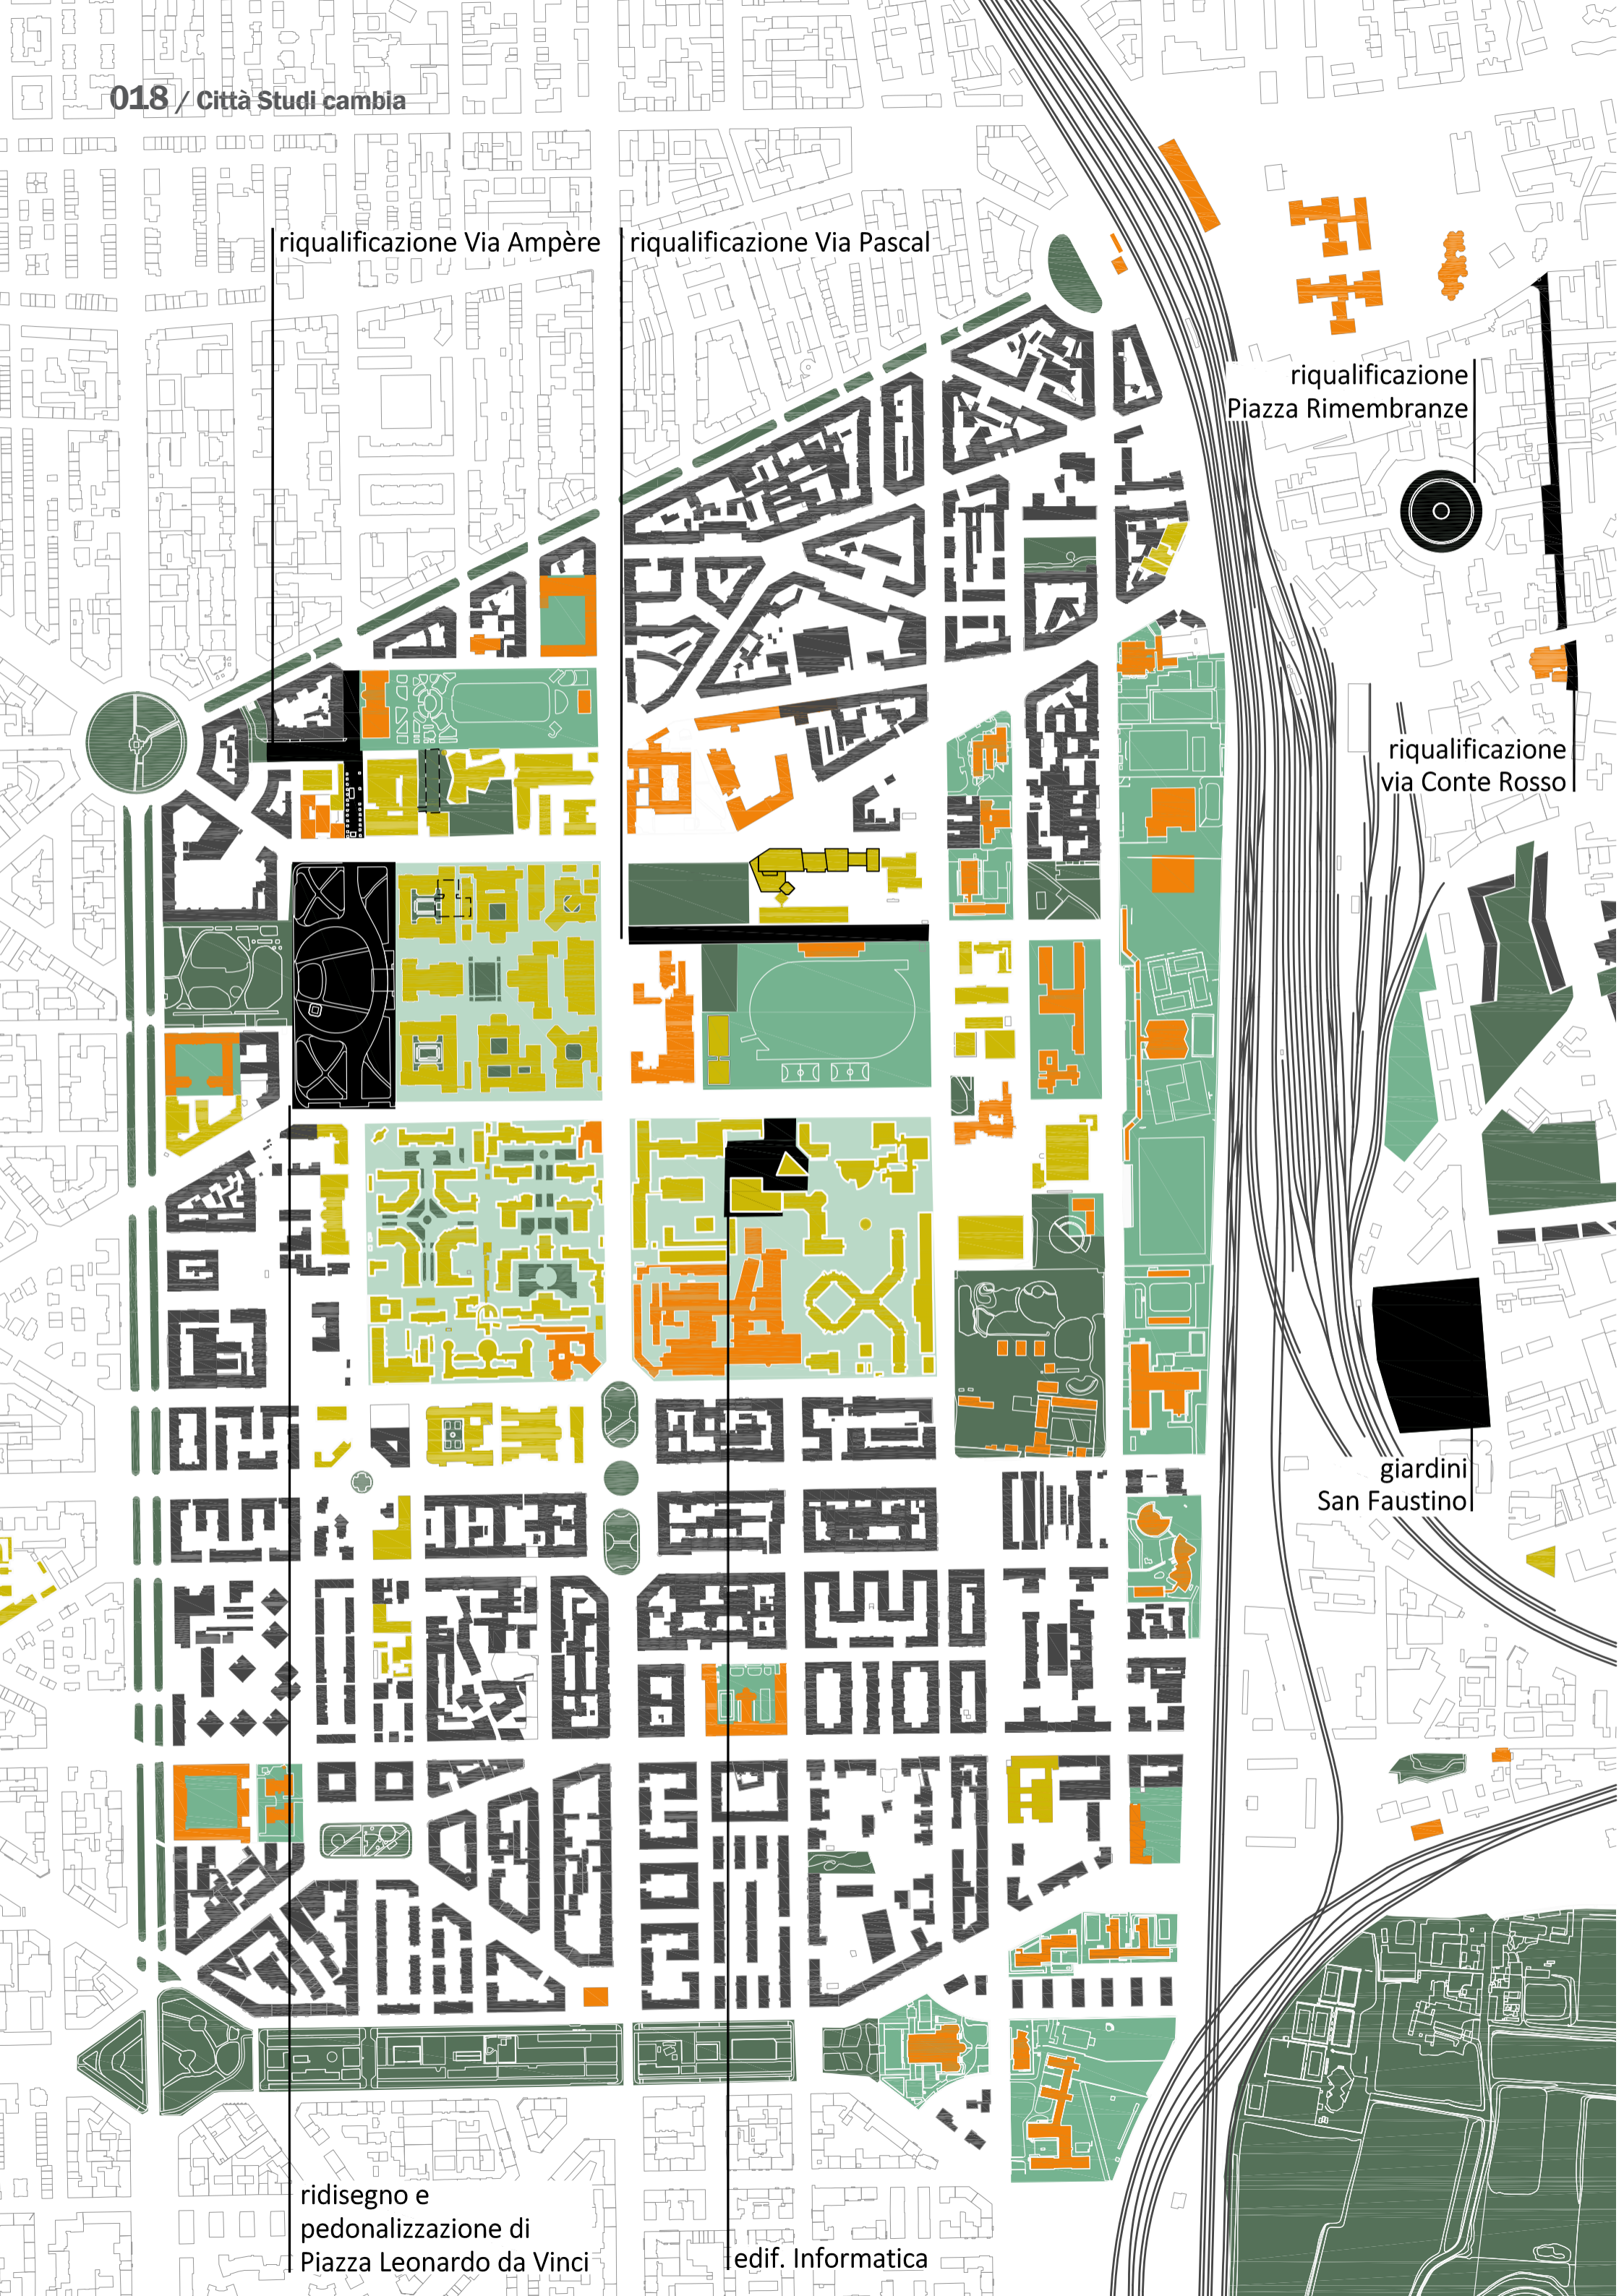 018 / Città Studi cambia
riqualificazione Via Ampère
riqualificazione Via Pascal
riqualificazione
Piazza Rimembranze
riqualificazione
via Conte Rosso
giardini
San Faustino
ridisegno e
pedonalizzazione di
Piazza Leonardo da Vinci
edif. Informatica